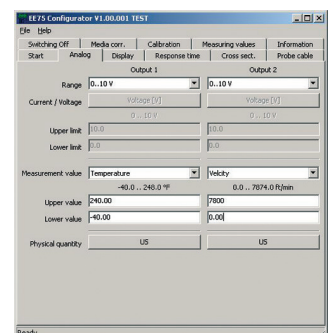 EE75 Configurator V1.00.001 TEST
File Help
Switching Off Media corr. Calibration Measuring values Information
Start Analog Display Response time Cross sect. Probe cable
Output 1 Output 2
Range 0..10 V 0..10 V
Current / Voltage Voltage [V] Voltage [V]
0 ... 10 V 0 ... 10 V
Upper limit 10.0 10.0
Lower limit 0.0 0.0
Measurement value Temperature Velcity
-40.0 .. 248.0 °F 0.0 .. 7874.0 ft/min
Upper value 240.00 7800
Lower value -40.00 0.00
Physical quantity US US
Ready